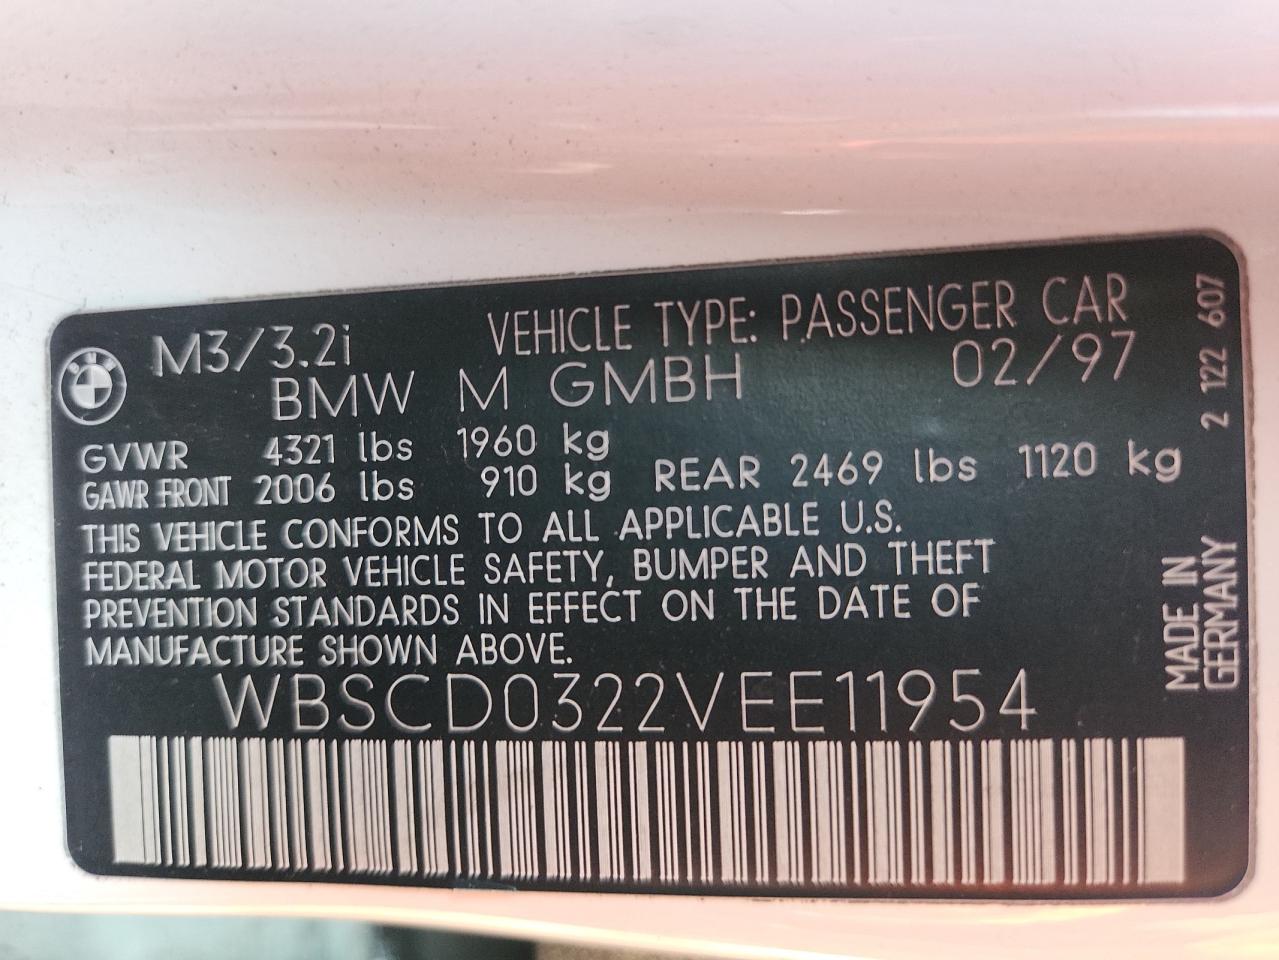 M3/3.2i VEHICLE TYPE: PASSENGER CAR
BMW M GMBH 02/97
GVWR 4321 lbs 1960 kg
GAWR FRONT 2006 lbs 910 kg REAR 2469 lbs 1120 kg
THIS VEHICLE CONFORMS TO ALL APPLICABLE U.S.
FEDERAL MOTOR VEHICLE SAFETY, BUMPER AND THEFT
PREVENTION STANDARDS IN EFFECT ON THE DATE OF
MANUFACTURE SHOWN ABOVE.
WBSCD0322VEE11954
2 122 607
MADE IN
GERMANY